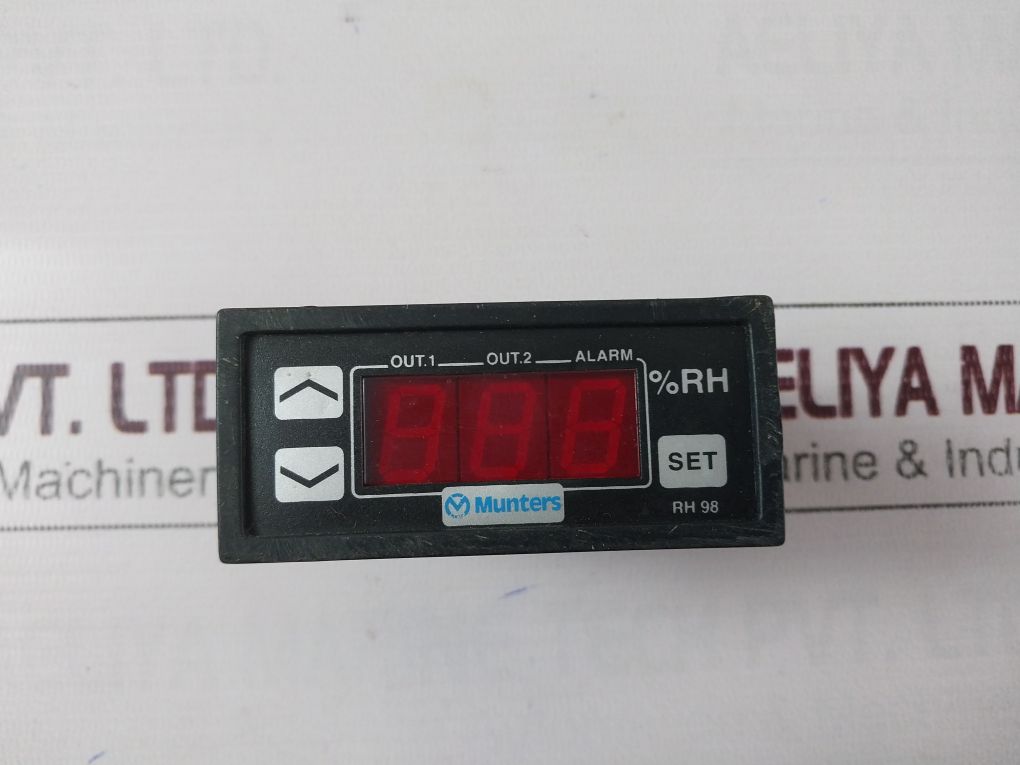 OUT.1 OUT.2 ALARM
%RH
SET
Munters
RH 98
VT. LTD ELIYA MA
Machiner arine & Indu